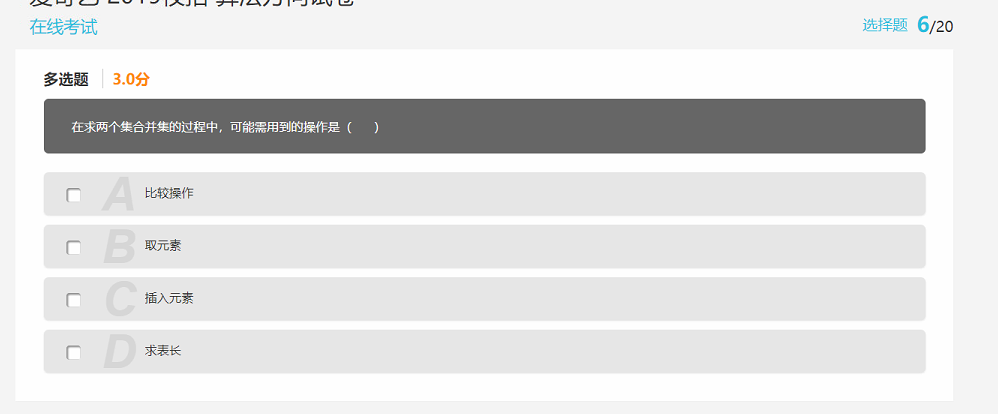 爱奇艺 2019校招 算法方向试卷
在线考试
选择题 6/20
多选题 3.0分
在求两个集合并集的过程中，可能需用到的操作是（ ）
A 比较操作
B 取元素
C 插入元素
D 求表长